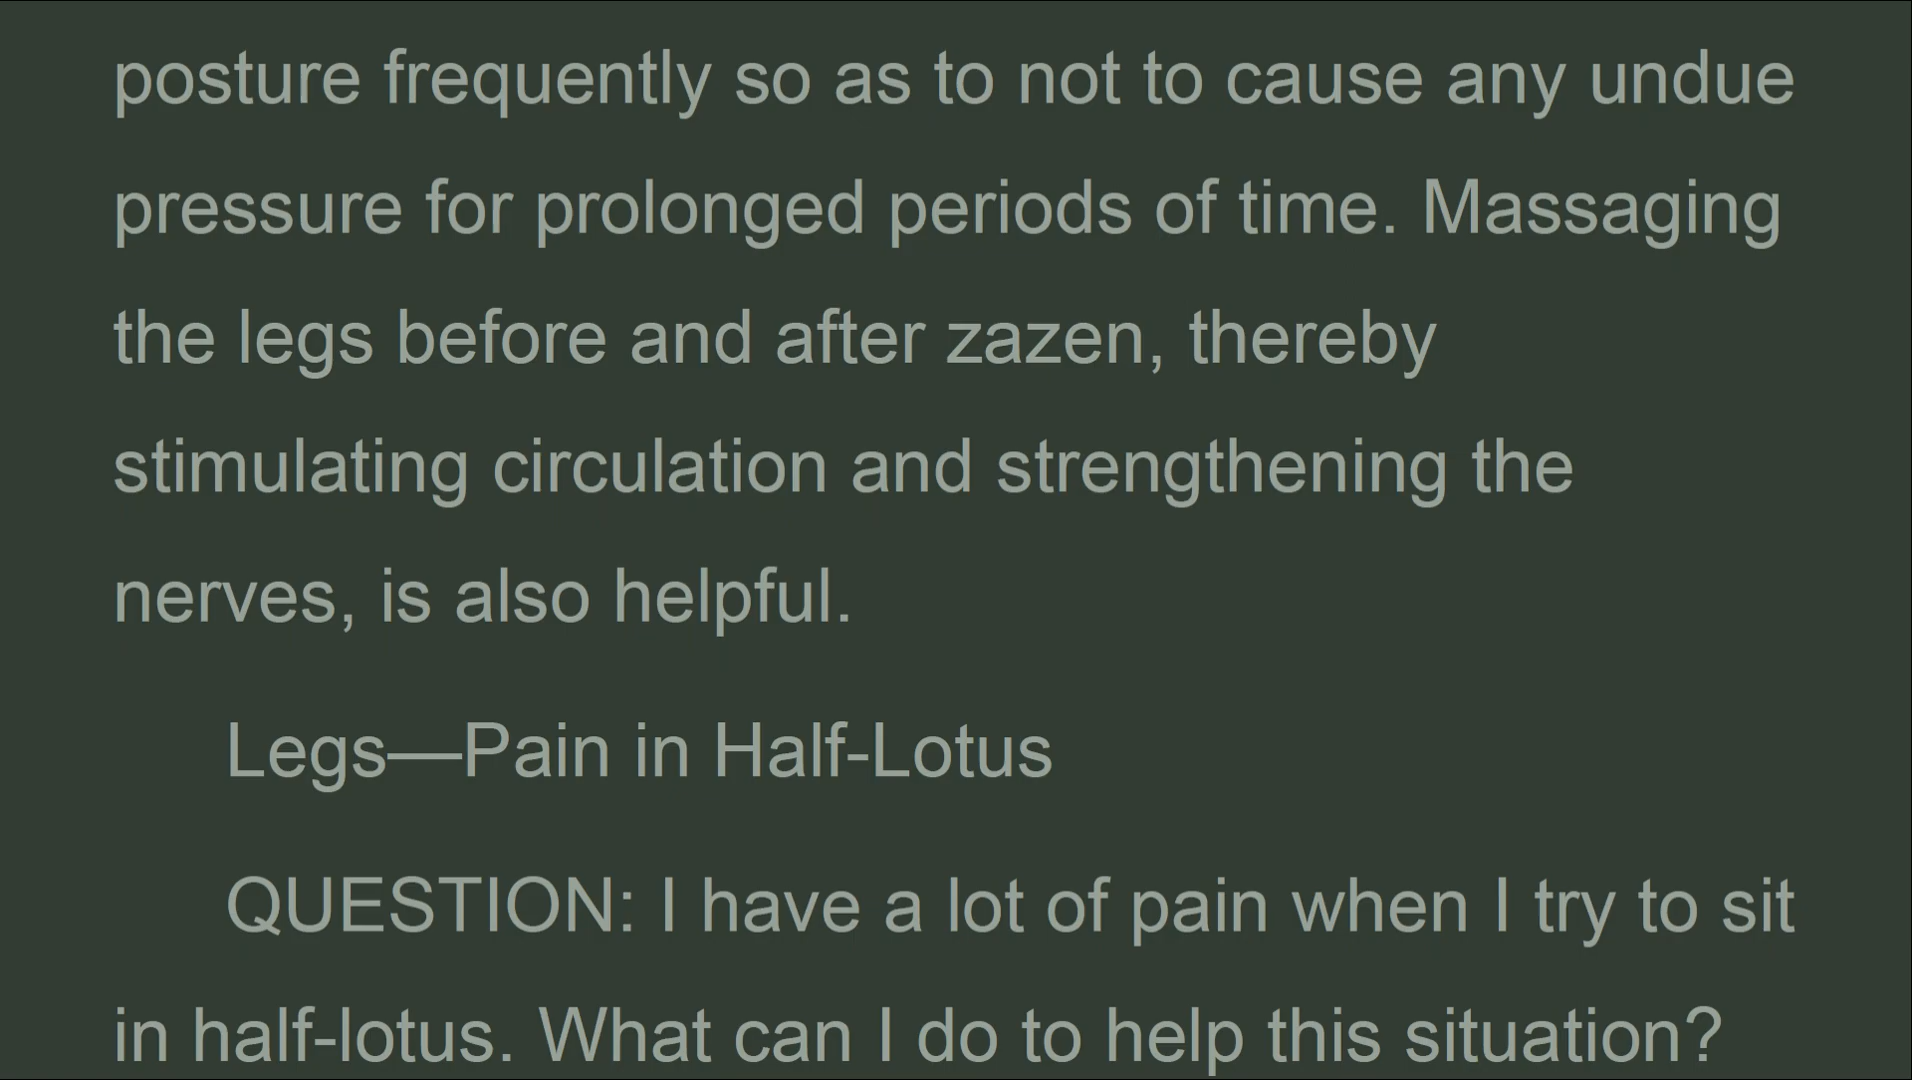 posture frequently so as to not to cause any undue
pressure for prolonged periods of time. Massaging
the legs before and after zazen, thereby
stimulating circulation and strengthening the
nerves, is also helpful.
Legs—Pain in Half-Lotus
QUESTION: I have a lot of pain when I try to sit
in half-lotus. What can I do to help this situation?